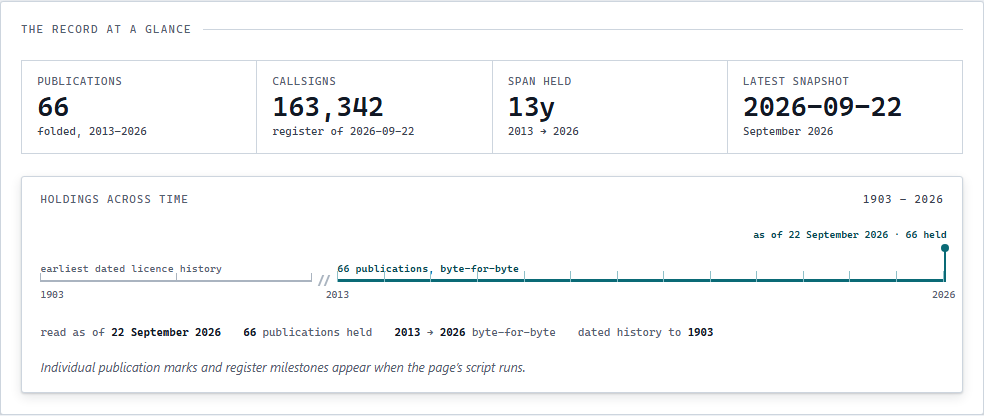 THE RECORD AT A GLANCE
PUBLICATIONS
66
folded, 2013–2026
CALLSIGNS
163,342
register of 2026-09-22
SPAN HELD
13y
2013 → 2026
LATEST SNAPSHOT
2026-09-22
September 2026
HOLDINGS ACROSS TIME
1903 – 2026
as of 22 September 2026 · 66 held
earliest dated licence history
66 publications, byte-for-byte
1903
2013
2026
read as of 22 September 2026 66 publications held 2013 → 2026 byte-for-byte dated history to 1903
Individual publication marks and register milestones appear when the page's script runs.